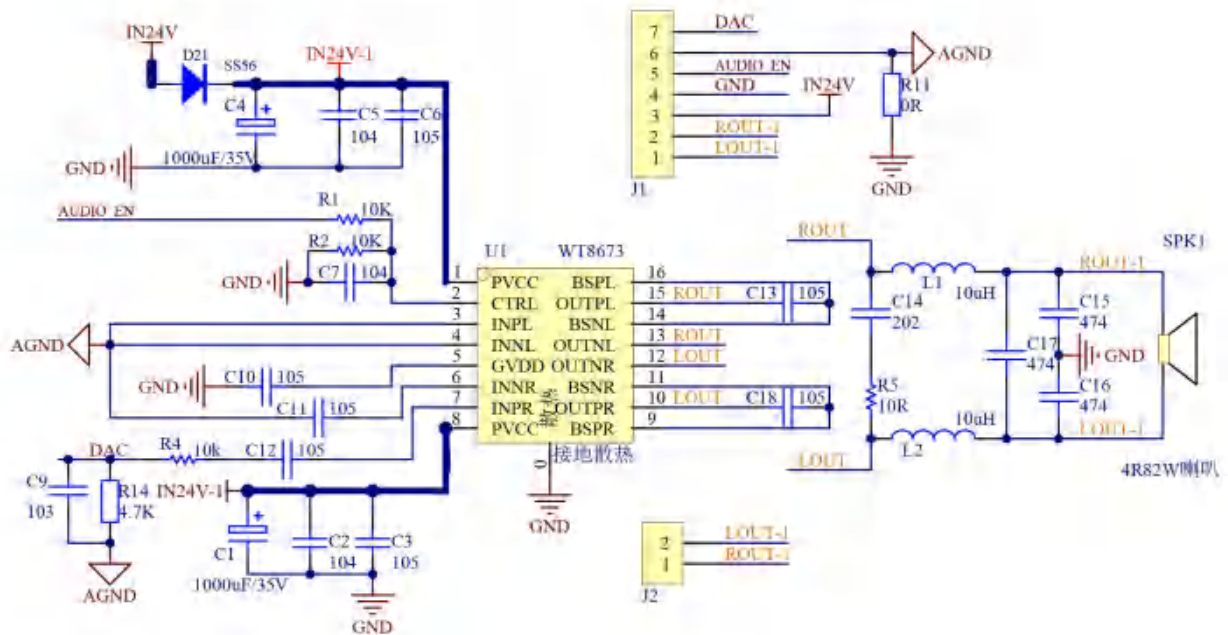 IN24V
D21
SS56
IN24V-1
C4
+
1000uF/35V
C5
104
C6
105
GND
AUDIO EN
R1
10K
R2
10K
C7
104
GND
AGND
GND
C10
105
C11
105
DAC
R4
10k
C12
105
C9
103
R14
4.7K
AGND
IN24V-1
+
C1
1000uF/35V
C2
104
C3
105
GND
U1
WT8673
1
PVCC
2
CTRL
3
INPL
4
INNL
5
GVDD
6
INNR
7
INPR
8
PVCC
BSPL
16
OUTPL
15
ROUT
BSNL
14
OUTNL
13
ROUT
OUTNR
12
LOUT
BSNR
11
OUTPR
10
LOUT
BSPR
9
散热
接地散热
0
GND
C13
105
C18
105
7
DAC
6
5
AUDIO EN
4
GND
3
IN24V
2
ROUT-1
1
LOUT-1
J1
AGND
R11
0R
GND
ROUT
L1
10uH
C14
202
R5
10R
LOUT
L2
10uH
C17
474
C15
474
GND
C16
474
ROUT-1
LOUT-1
SPK1
4R82W喇叭
2
LOUT-1
1
ROUT-1
J2